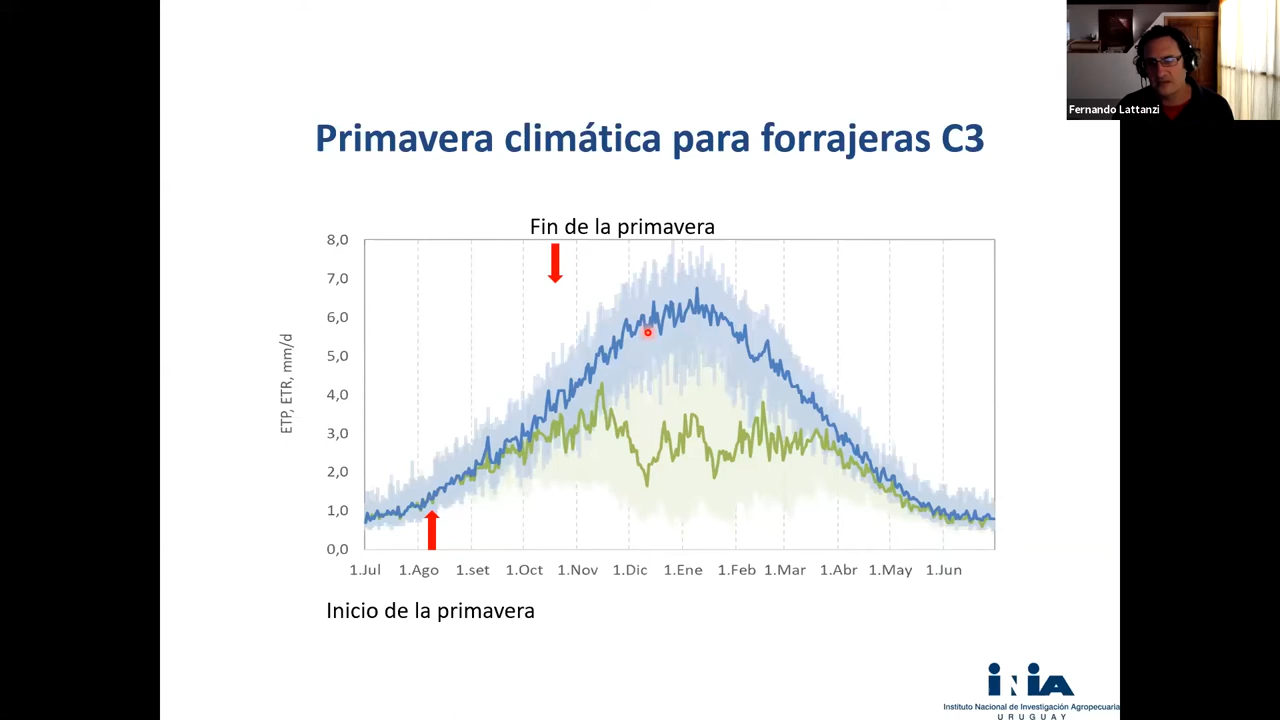 Fernando Lattanzi
Primavera climática para forrajeras C3
Fin de la primavera
8,0
7,0
6,0
5,0
4,0
3,0
2,0
1,0
0,0
ETP, ETR, mm/d
1.Jul 1.Ago 1.set 1.Oct 1.Nov 1.Dic 1.Ene 1.Feb 1.Mar 1.Abr 1.May 1.Jun
Inicio de la primavera
INIA
Instituto Nacional de Investigación Agropecuaria
URUGUAY